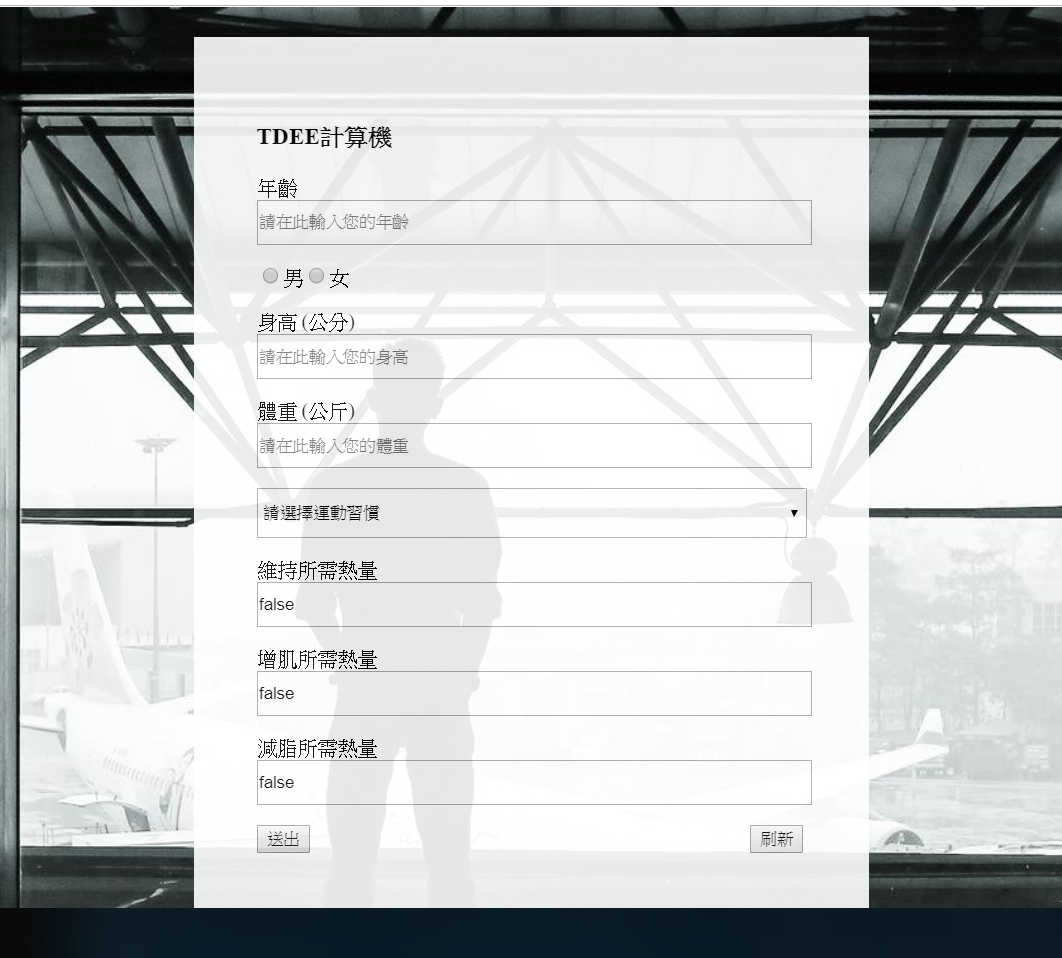 TDEE計算機
年齡
請在此輸入您的年齡
男 女
身高 (公分)
請在此輸入您的身高
體重 (公斤)
請在此輸入您的體重
請選擇運動習慣
維持所需熱量
false
增肌所需熱量
false
減脂所需熱量
false
送出 刷新